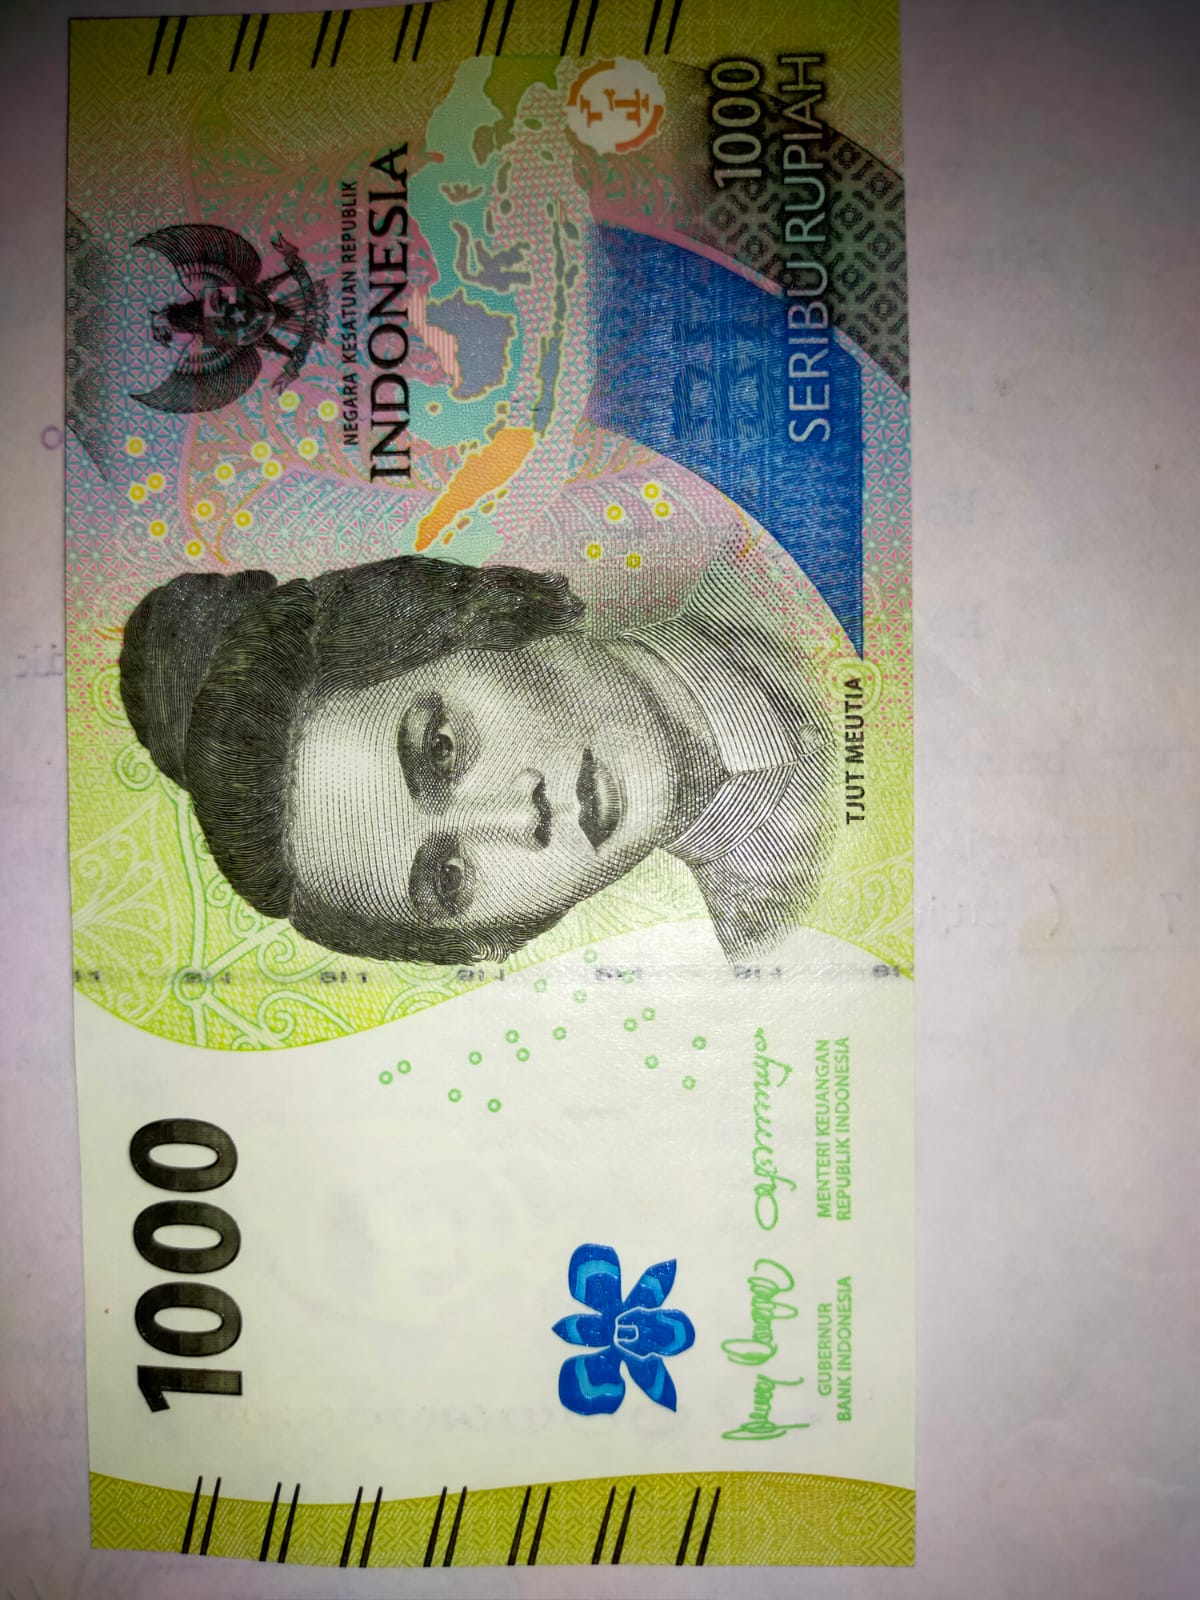 1000
NEGARA KESATUAN REPUBLIK
INDONESIA
1000
SERIBU RUPIAH
TJUT MEUTIA
GUBERNUR
BANK INDONESIA
MENTERI KEUANGAN
REPUBLIK INDONESIA